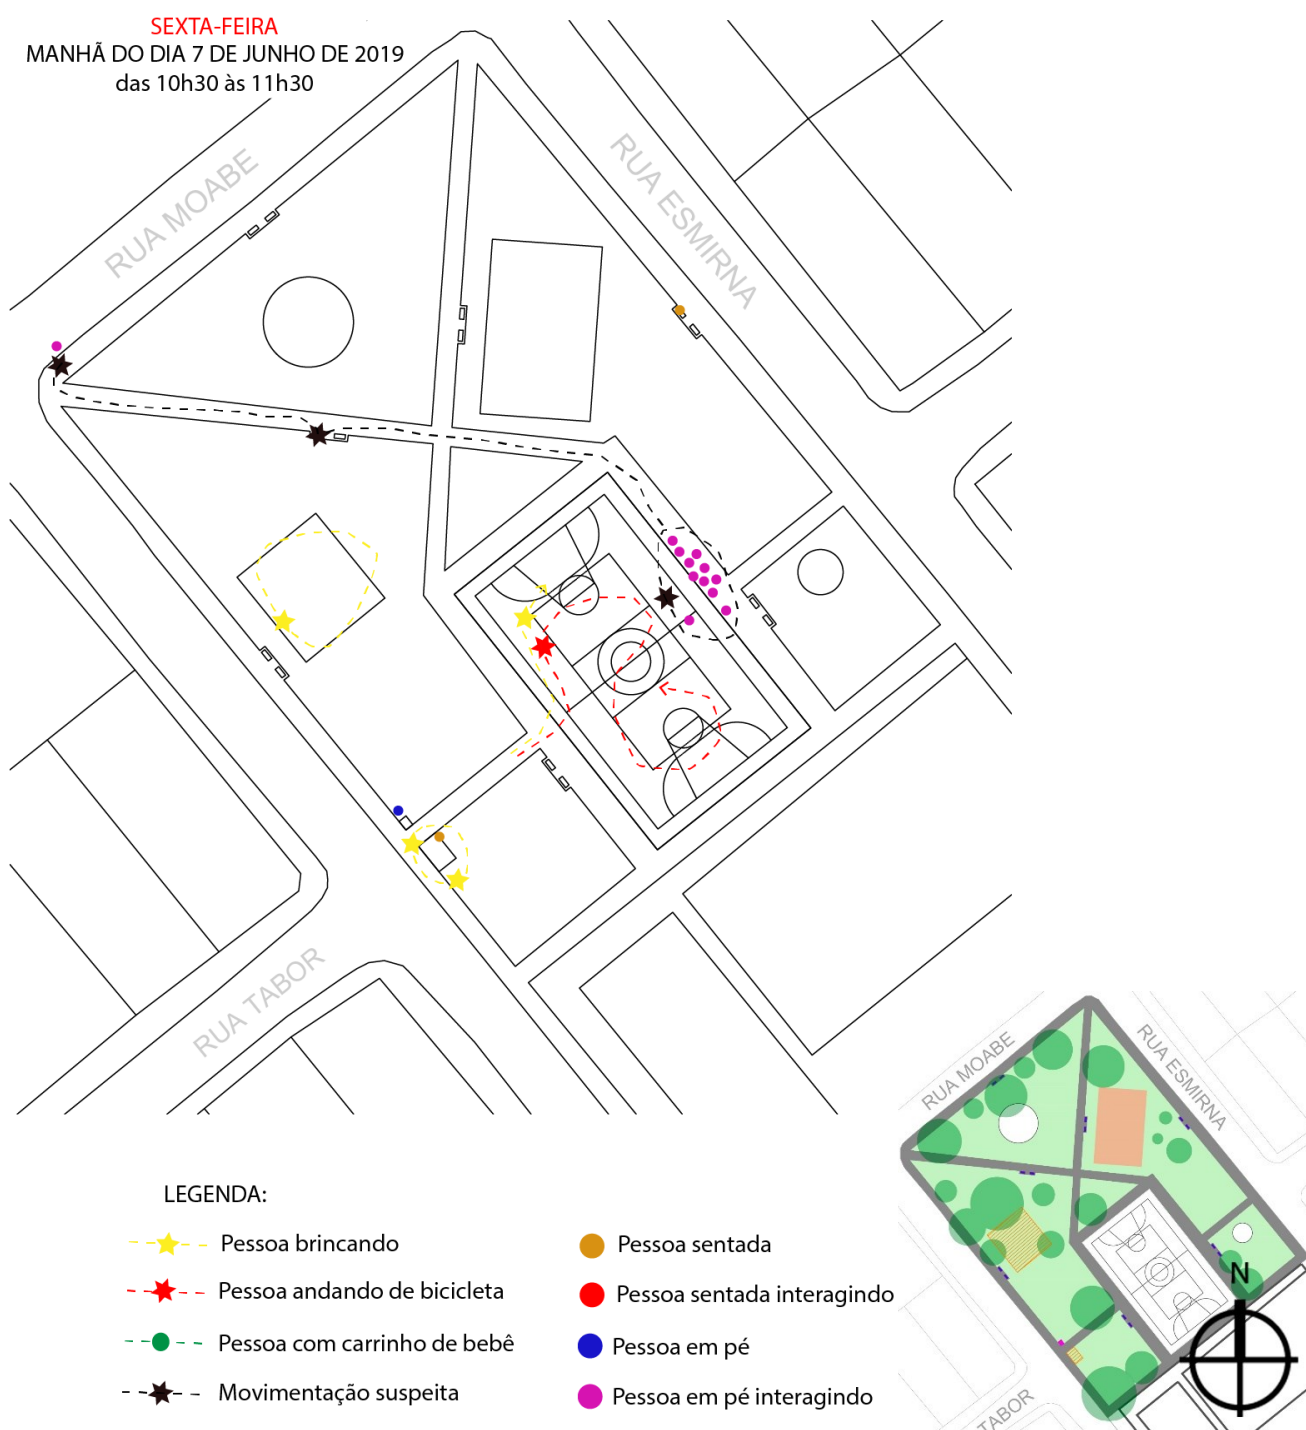 SEXTA-FEIRA
MANHÃ DO DIA 7 DE JUNHO DE 2019
das 10h30 às 11h30
RUA MOABE
RUA ESMIRNA
RUA TABOR
RUA MOABE
RUA ESMIRNA
N
TABOR
LEGENDA:
Pessoa brincando
Pessoa andando de bicicleta
Pessoa com carrinho de bebê
Movimentação suspeita
Pessoa sentada
Pessoa sentada interagindo
Pessoa em pé
Pessoa em pé interagindo